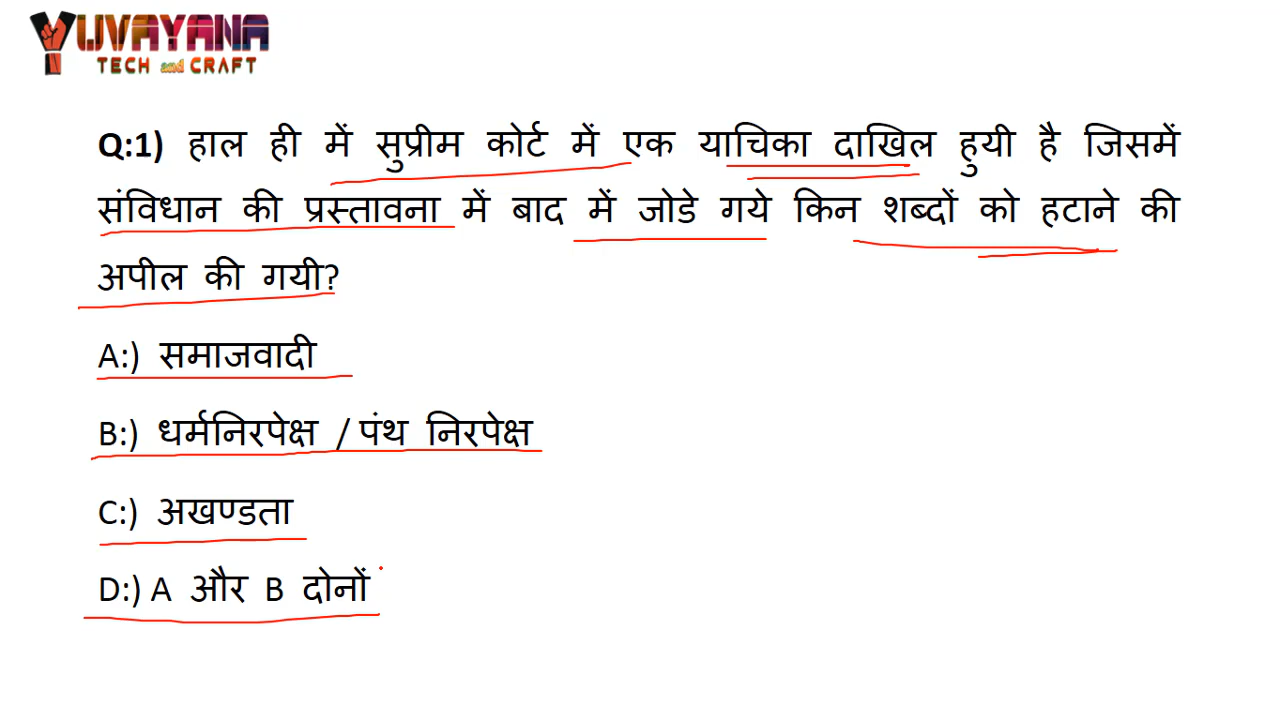 YUVAYANA
TECH and CRAFT
Q:1) हाल ही में सुप्रीम कोर्ट में एक याचिका दाखिल हुयी है जिसमें
संविधान की प्रस्तावना में बाद में जोडे गये किन शब्दों को हटाने की
अपील की गयी?
A:) समाजवादी
B:) धर्मनिरपेक्ष / पंथ निरपेक्ष
C:) अखण्डता
D:) A और B दोनों